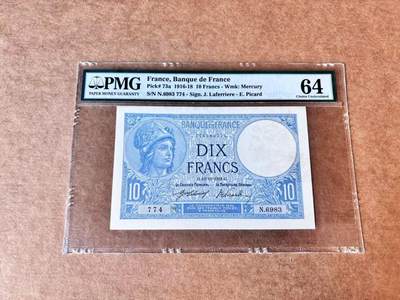 PMG
PAPER MONEY GUARANTY
France, Banque de France
Pick# 73a 1916-18 10 Francs - Wmk: Mercury
S/N N.6983 774 - Sign. J. Laferriere - E. Picard
64
Choice Uncirculated
BANQUE DE FRANCE
DIX
FRANCS
10
10
774
N.6983